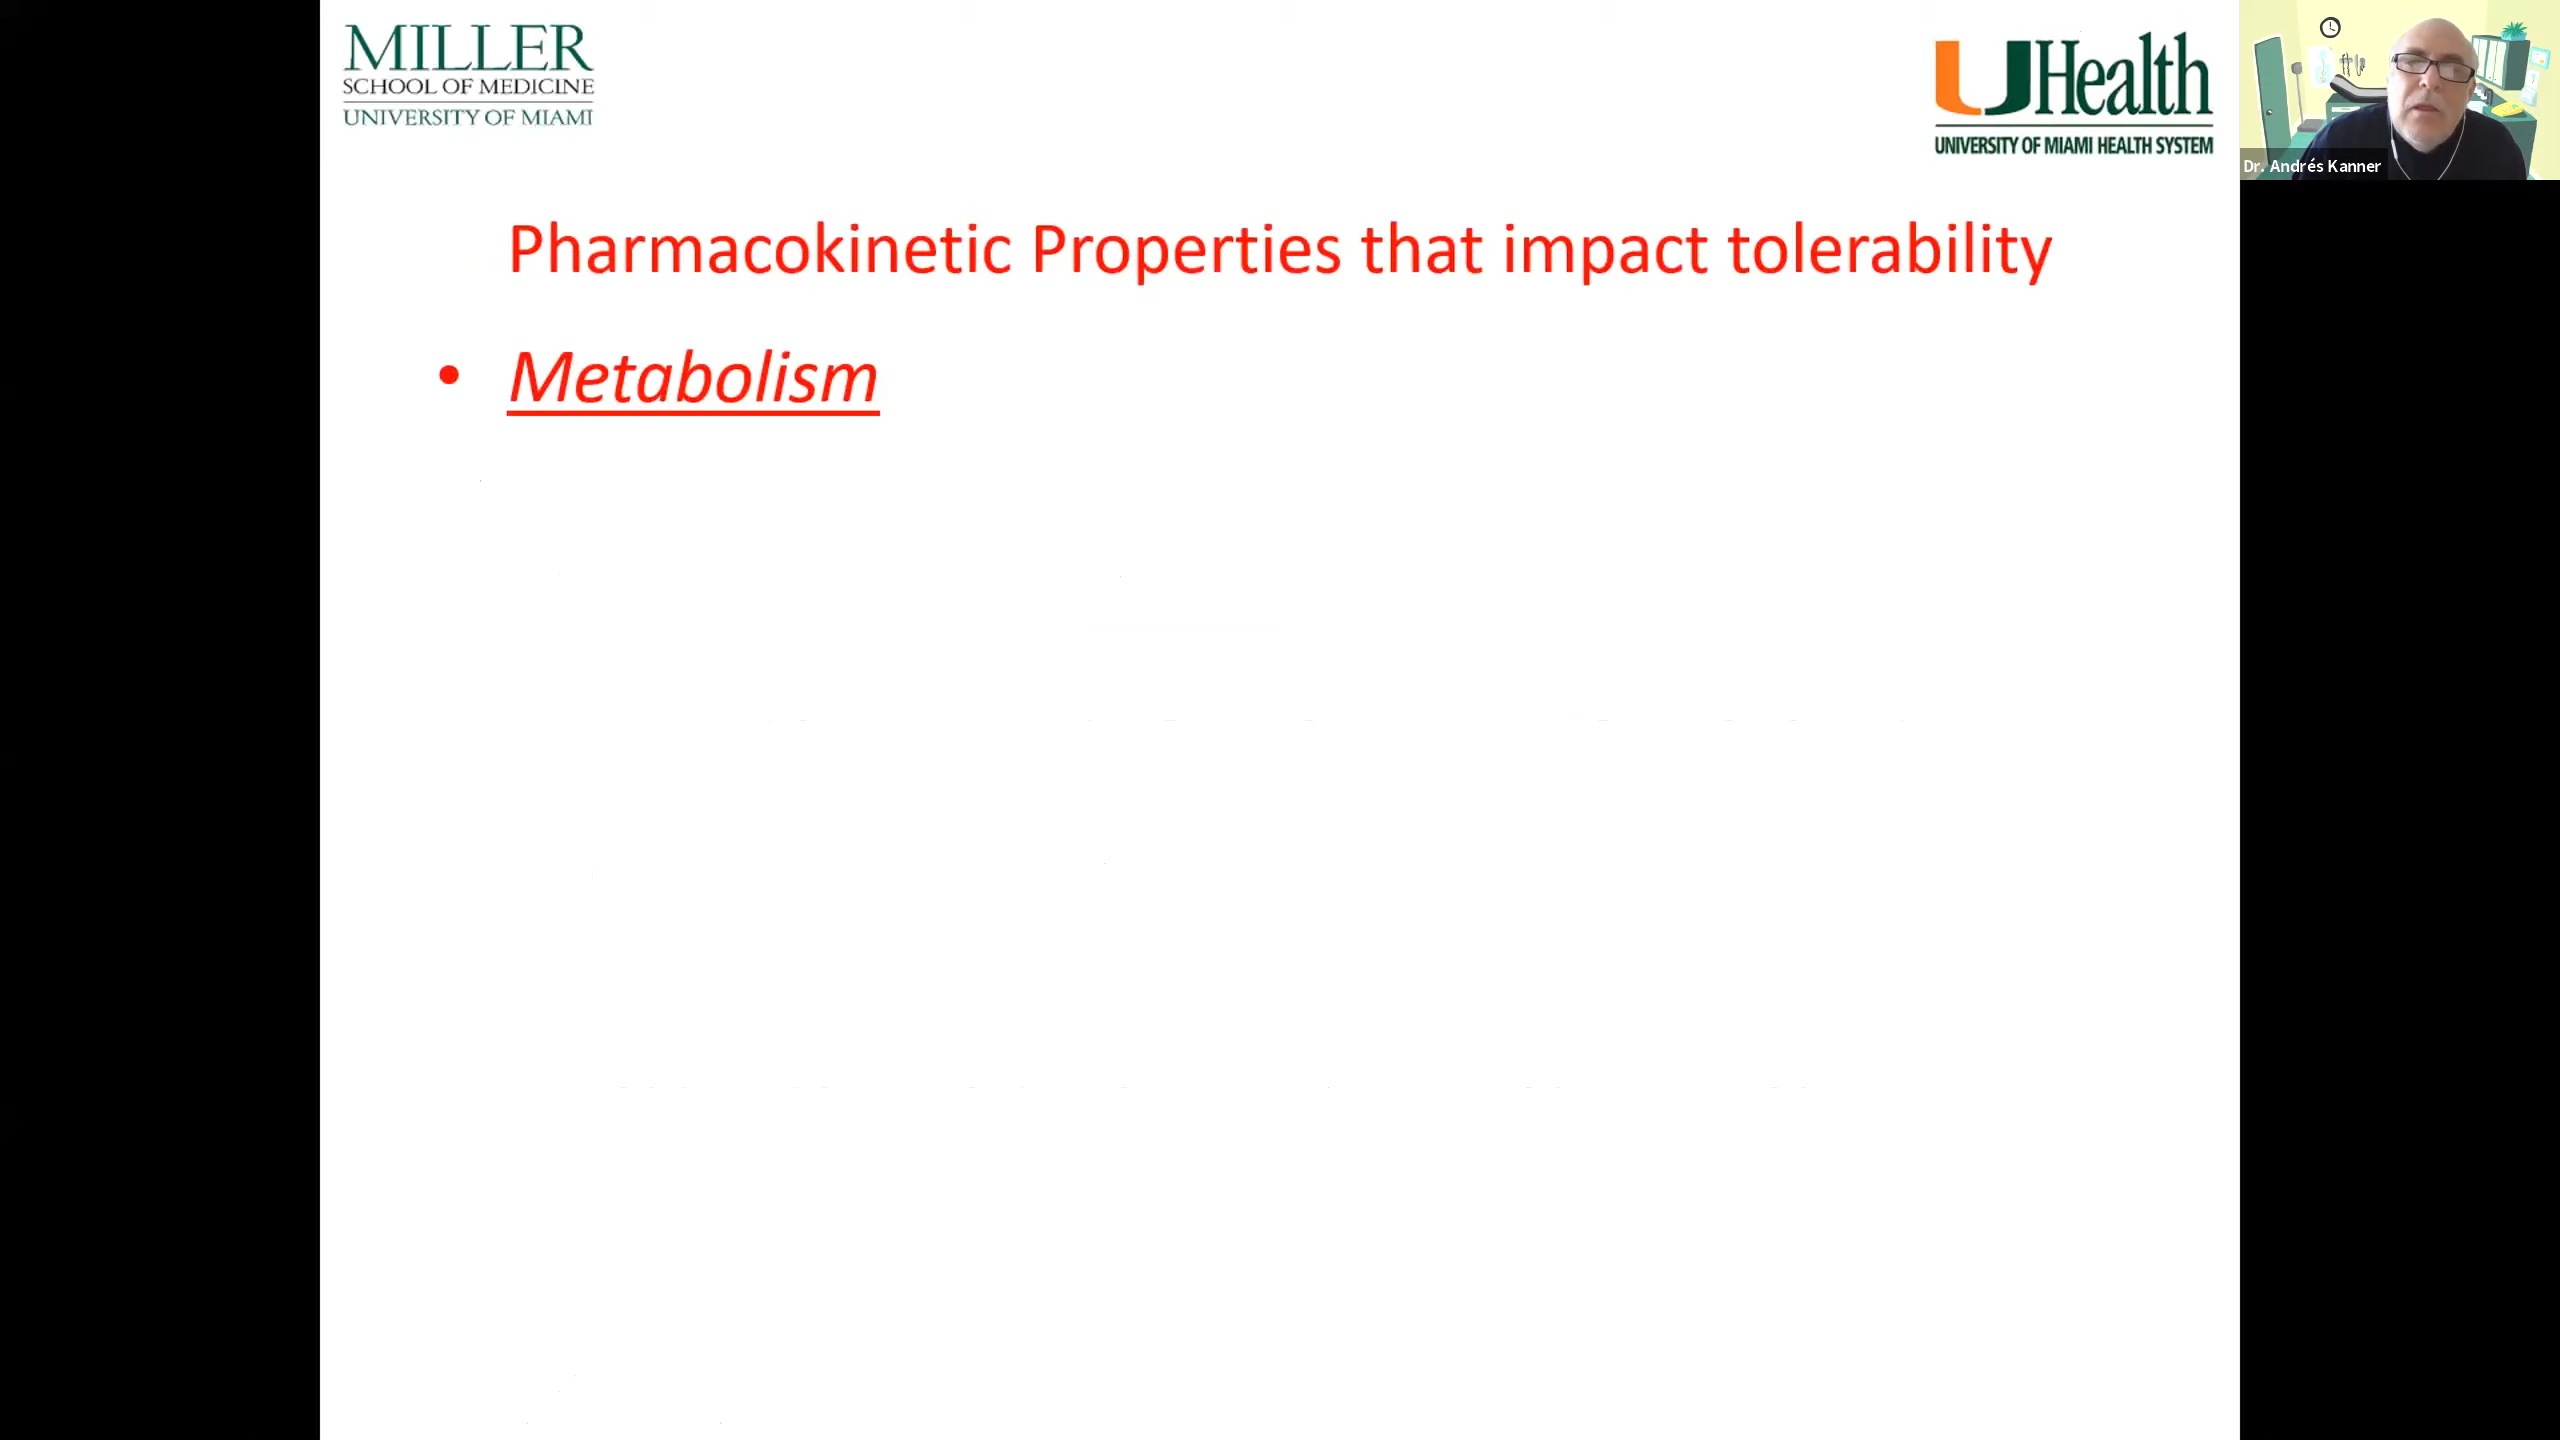 MILLER
SCHOOL OF MEDICINE
UNIVERSITY OF MIAMI
UHealth
UNIVERSITY OF MIAMI HEALTH SYSTEM
Dr. Andrés Kanner
Pharmacokinetic Properties that impact tolerability
• Metabolism